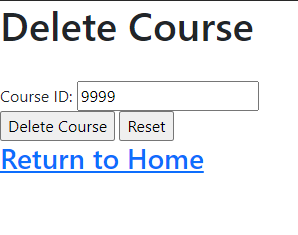 Delete Course
Course ID: 9999
Delete Course Reset
Return to Home